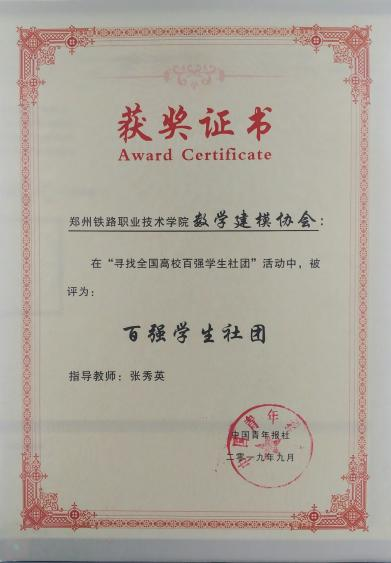 获奖证书
Award Certificate
郑州铁路职业技术学院 数学建模协会：
在“寻找全国高校百强学生社团”活动中，被
评为：
百强学生社团
指导教师：张秀英
中国青年报社
二零一九年九月